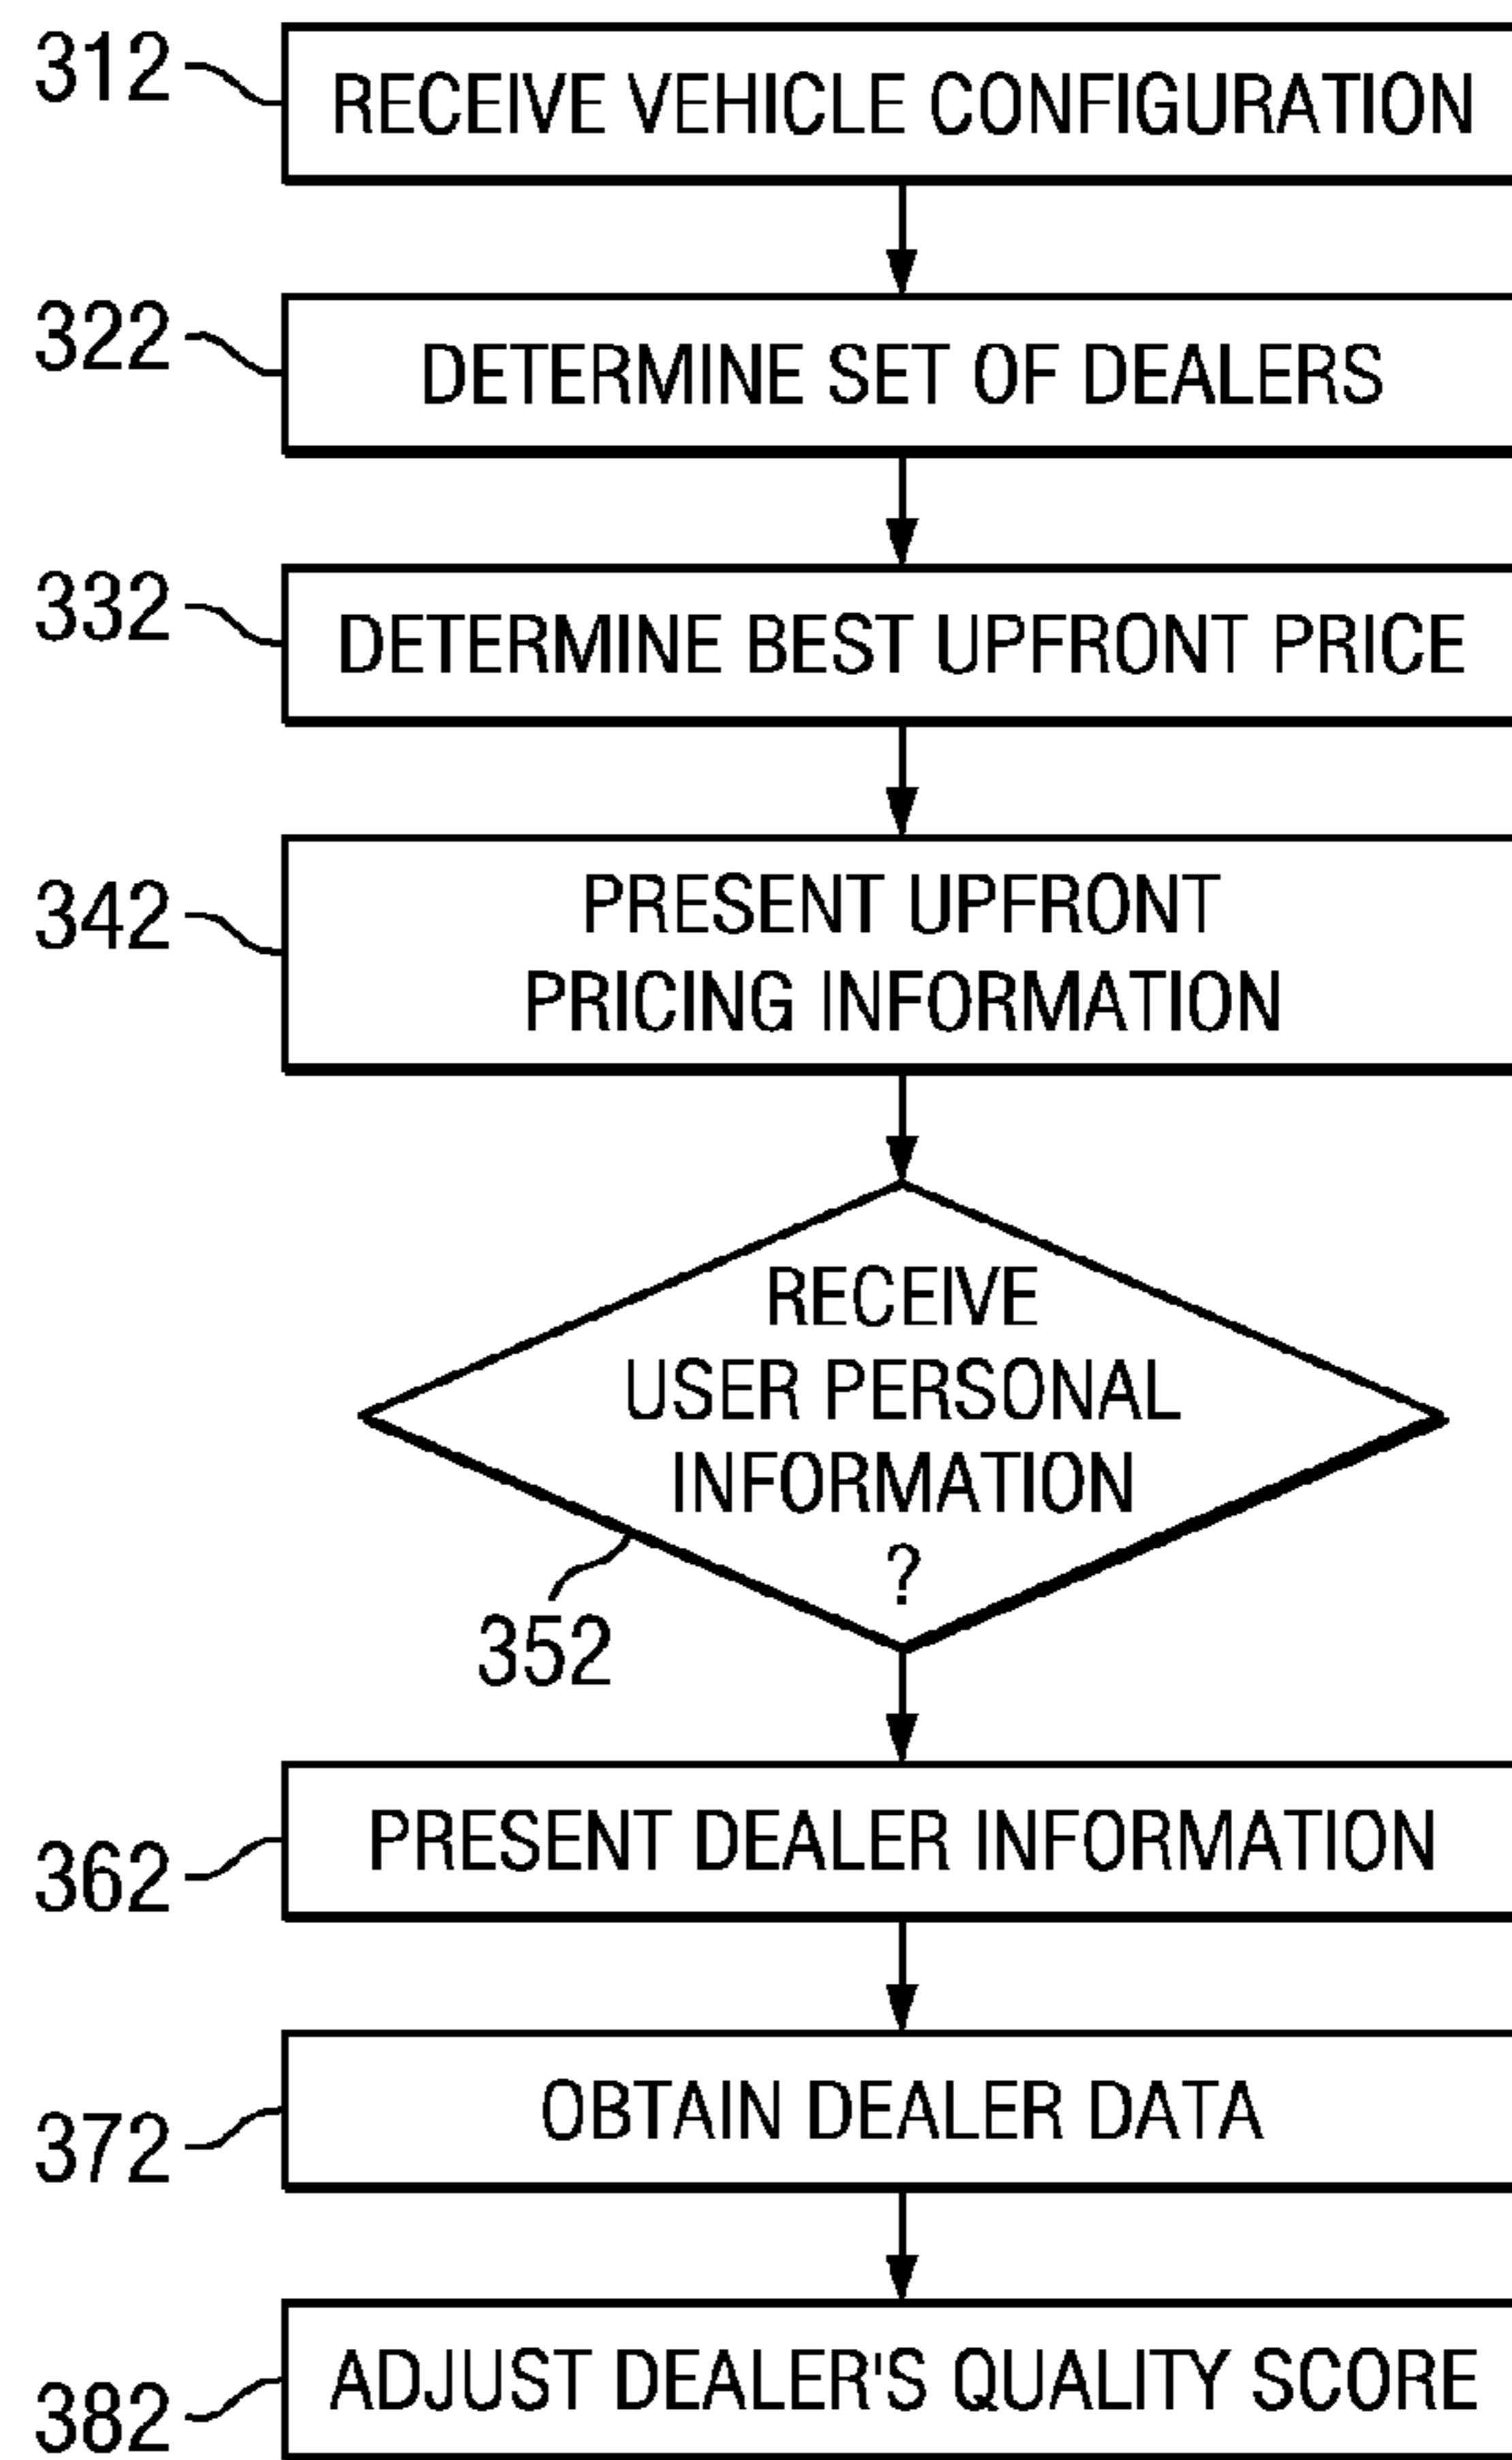 312
RECEIVE VEHICLE CONFIGURATION
322
DETERMINE SET OF DEALERS
332
DETERMINE BEST UPFRONT PRICE
342
PRESENT UPFRONT
PRICING INFORMATION
RECEIVE
USER PERSONAL
INFORMATION
?
352
362
PRESENT DEALER INFORMATION
372
OBTAIN DEALER DATA
382
ADJUST DEALER'S QUALITY SCORE